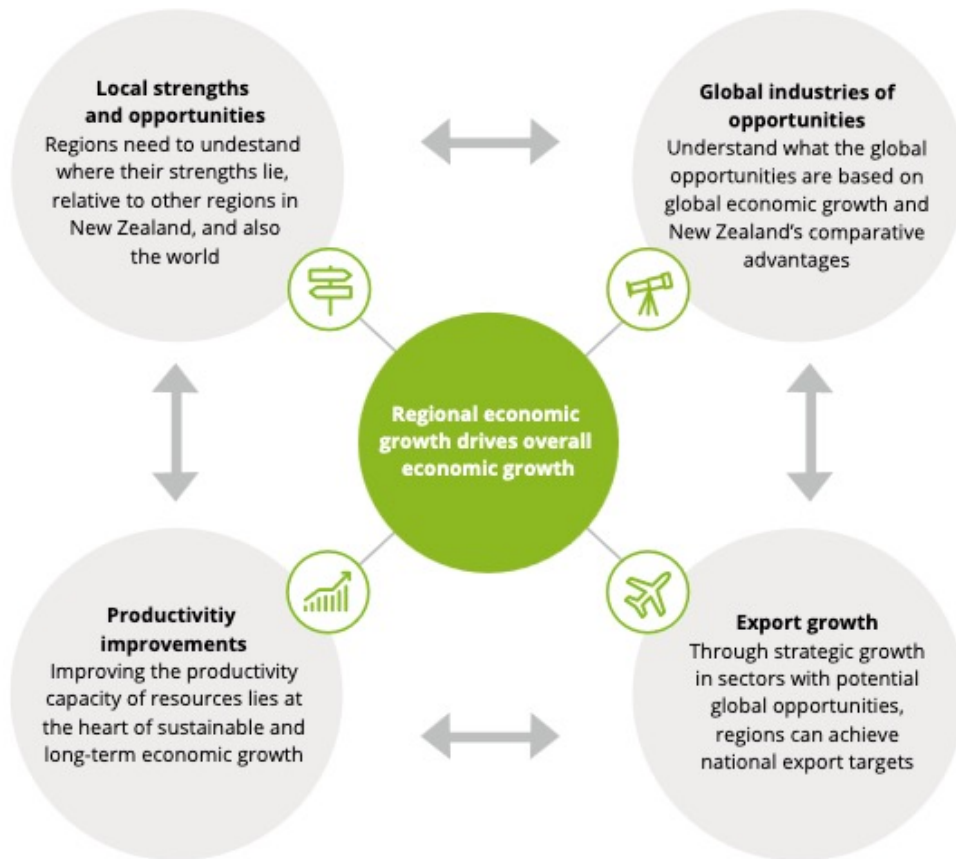 Local strengths
and opportunities
Regions need to undestand
where their strengths lie,
relative to other regions in
New Zealand, and also
the world
Global industries of
opportunities
Understand what the global
opportunities are based on
global economic growth and
New Zealand's comparative
advantages
Regional economic
growth drives overall
economic growth
Productivitiy
improvements
Improving the productivity
capacity of resources lies at
the heart of sustainable and
long-term economic growth
Export growth
Through strategic growth
in sectors with potential
global opportunities,
regions can achieve
national export targets